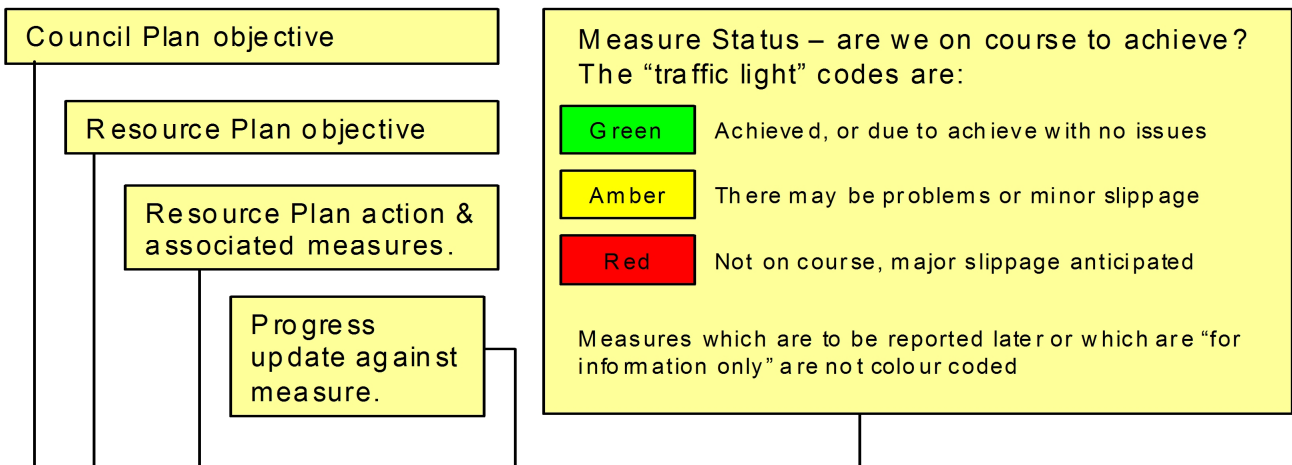 Council Plan objective
Resource Plan objective
Resource Plan action &
associated measures.
Progress
update against
measure.
Measure Status – are we on course to achieve?
The “traffic light” codes are:
Green Achieved, or due to achieve with no issues
Amber There may be problems or minor slippage
Red Not on course, major slippage anticipated
Measures which are to be reported later or which are “for
information only” are not colour coded